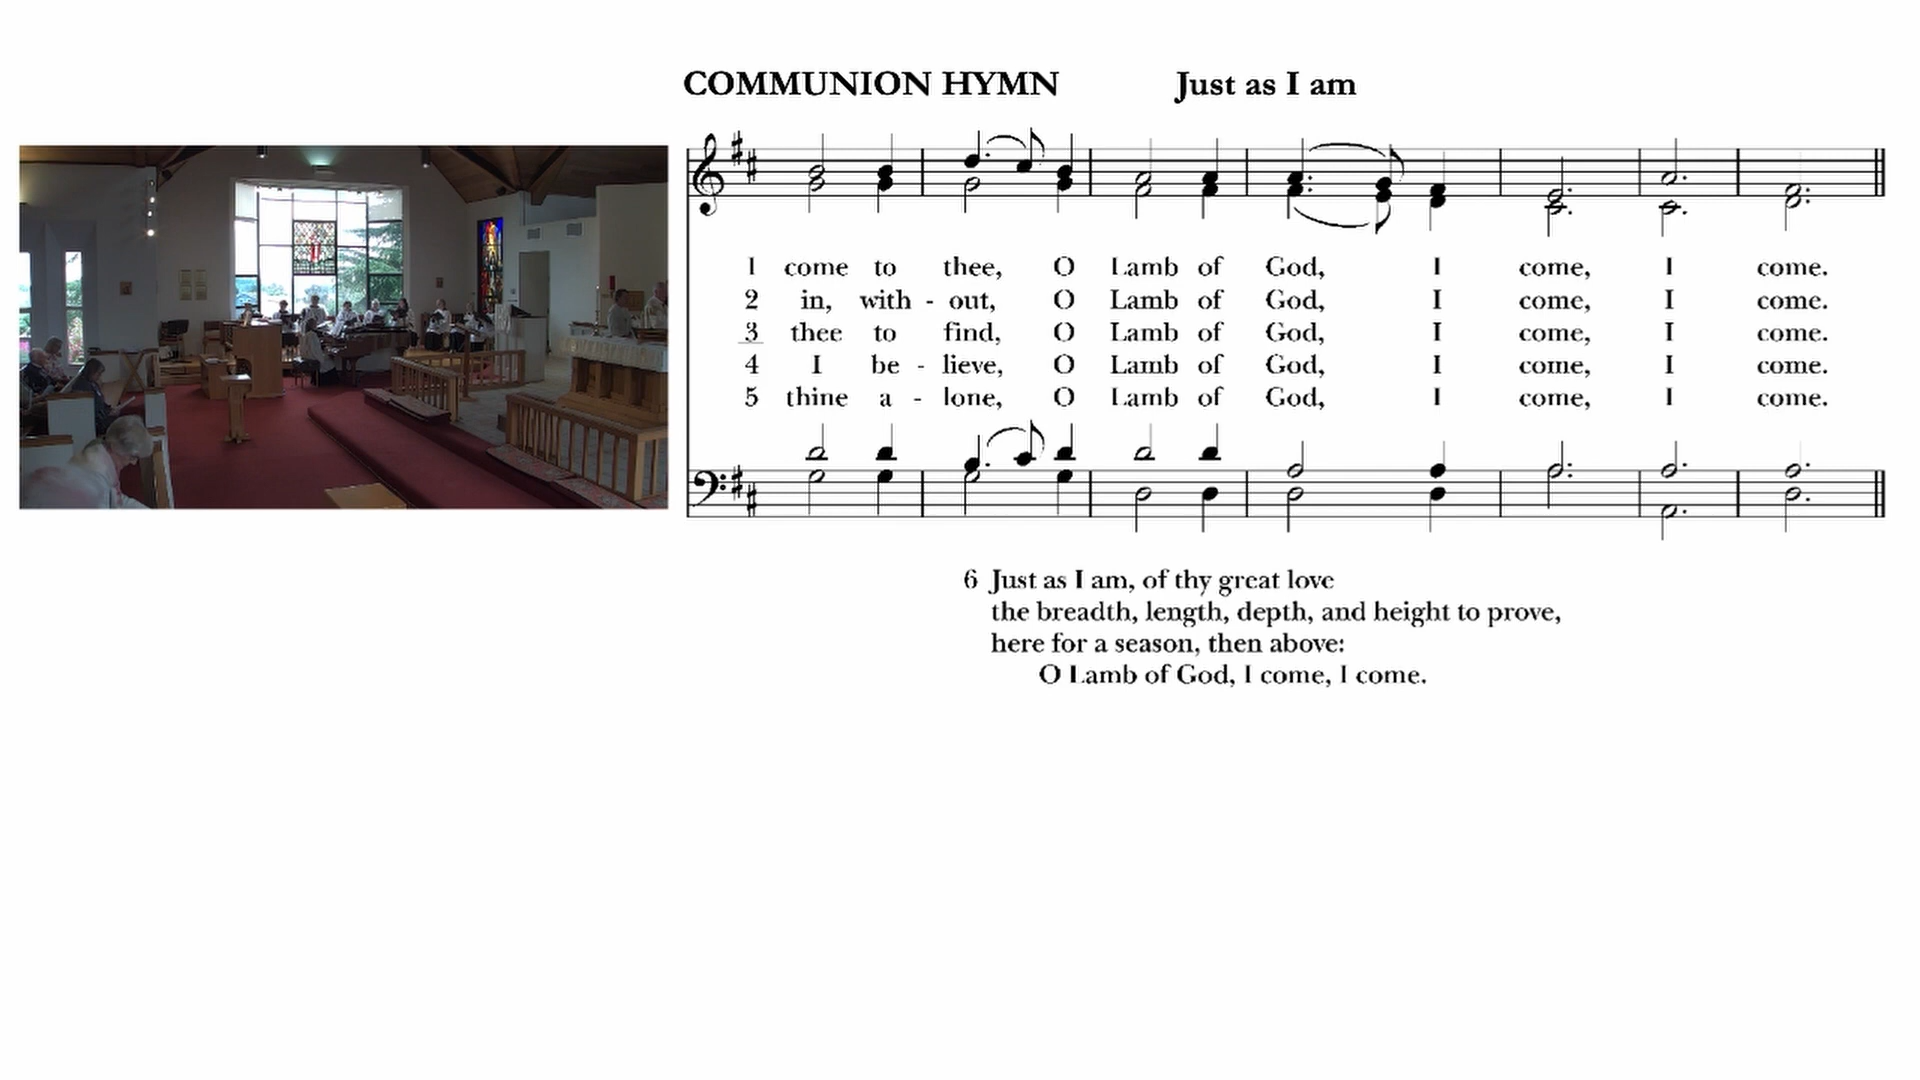 COMMUNION HYMN Just as I am
1 come to thee, O Lamb of God, I come, I come.
2 in, with - out, O Lamb of God, I come, I come.
3 thee to find, O Lamb of God, I come, I come.
4 I be - lieve, O Lamb of God, I come, I come.
5 thine a - lone, O Lamb of God, I come, I come.
6 Just as I am, of thy great love
the breadth, length, depth, and height to prove,
here for a season, then above:
O Lamb of God, I come, I come.